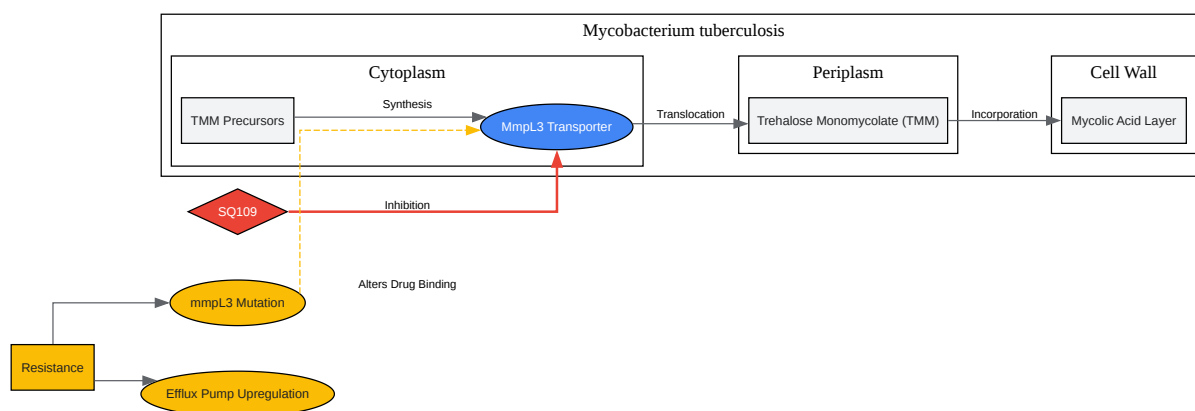 Mycobacterium tuberculosis
Cytoplasm
Periplasm
Cell Wall
TMM Precursors
Synthesis
MmpL3 Transporter
Translocation
Trehalose Monomycolate (TMM)
Incorporation
Mycolic Acid Layer
SQ109
Inhibition
Alters Drug Binding
mmpL3 Mutation
Resistance
Efflux Pump Upregulation